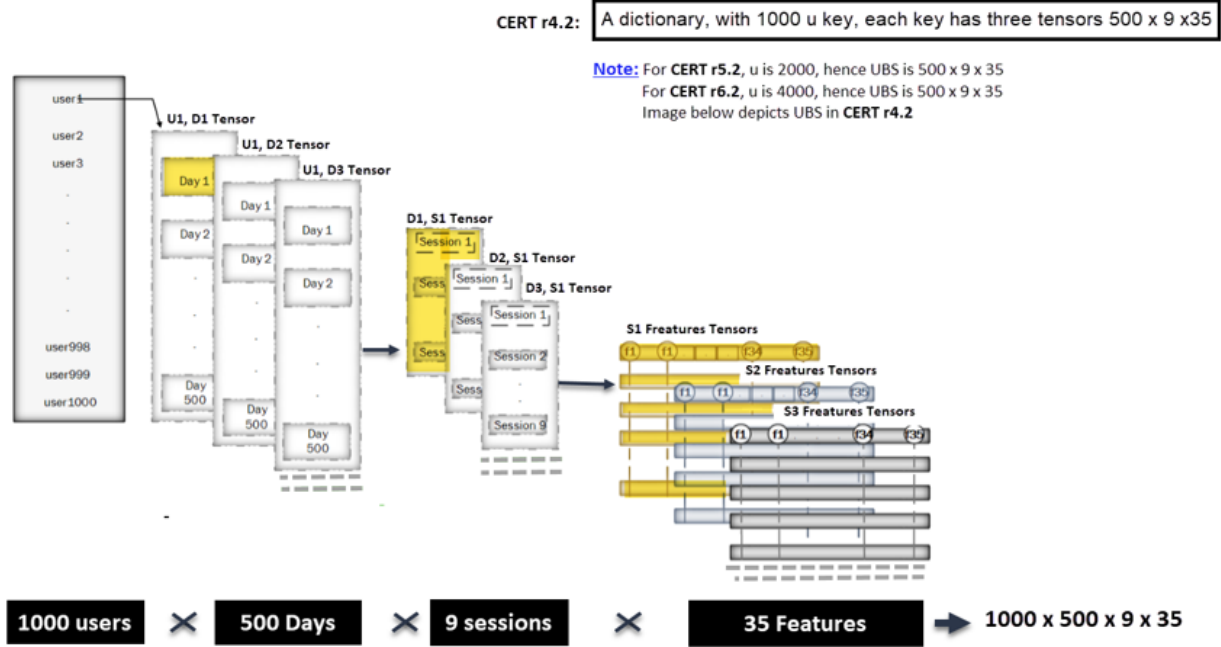 CERT r4.2:
A dictionary, with 1000 u key, each key has three tensors 500 x 9 x35
Note: For CERT r5.2, u is 2000, hence UBS is 500 x 9 x 35
For CERT r6.2, u is 4000, hence UBS is 500 x 9 x 35
Image below depicts UBS in CERT r4.2
user1
user2
user3
.
.
.
.
.
user998
user999
user1000
U1, D1 Tensor
Day 1
Day 2
.
.
.
Day
500
U1, D2 Tensor
Day 1
Day 2
.
.
.
Day
500
U1, D3 Tensor
Day 1
Day 2
.
.
.
Day
500
D1, S1 Tensor
Session 1
Sess
Sess
D2, S1 Tensor
Session 1
Sess
Sess
D3, S1 Tensor
Session 1
Session 2
.
.
Session 9
S1 Freatures Tensors
f1 f1 . . f34 f35
S2 Freatures Tensors
f1 f1 . . f34 f35
S3 Freatures Tensors
f1 f1 . . f34 f35
1000 users × 500 Days × 9 sessions × 35 Features → 1000 x 500 x 9 x 35